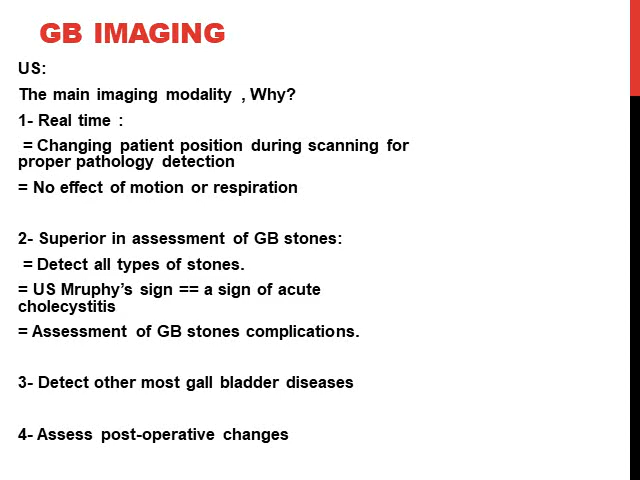 GB IMAGING
US:
The main imaging modality , Why?
1- Real time :
= Changing patient position during scanning for
proper pathology detection
= No effect of motion or respiration
2- Superior in assessment of GB stones:
= Detect all types of stones.
= US Mruphy’s sign == a sign of acute
cholecystitis
= Assessment of GB stones complications.
3- Detect other most gall bladder diseases
4- Assess post-operative changes